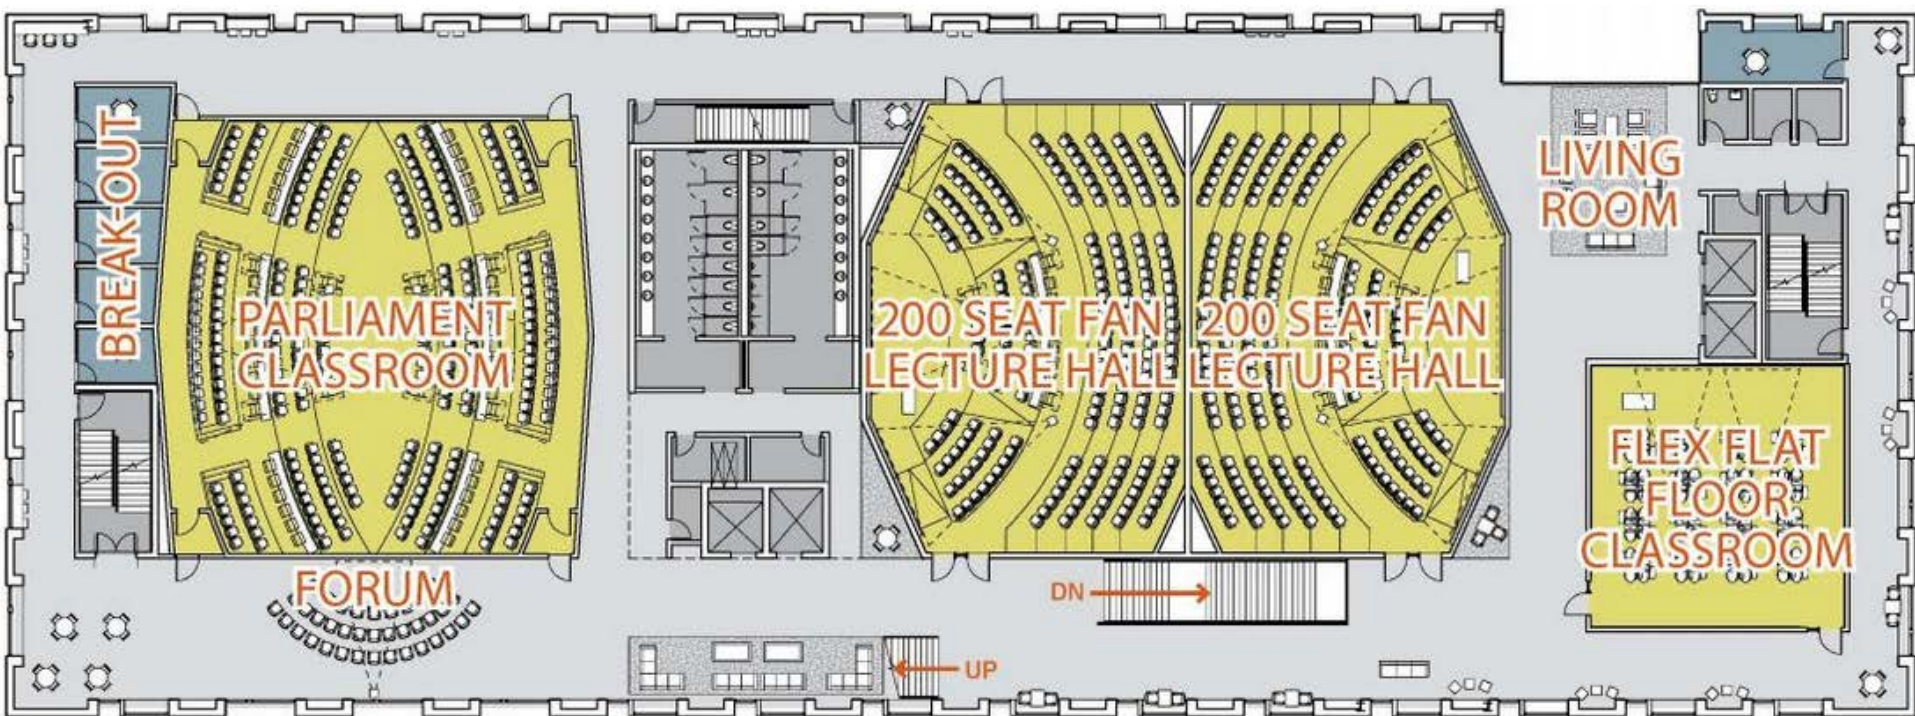 BREAK-OUT
PARLIAMENT
CLASSROOM
FORUM
200 SEAT FAN
LECTURE HALL
200 SEAT FAN
LECTURE HALL
LIVING
ROOM
FLEX FLAT
FLOOR
CLASSROOM
DN
UP